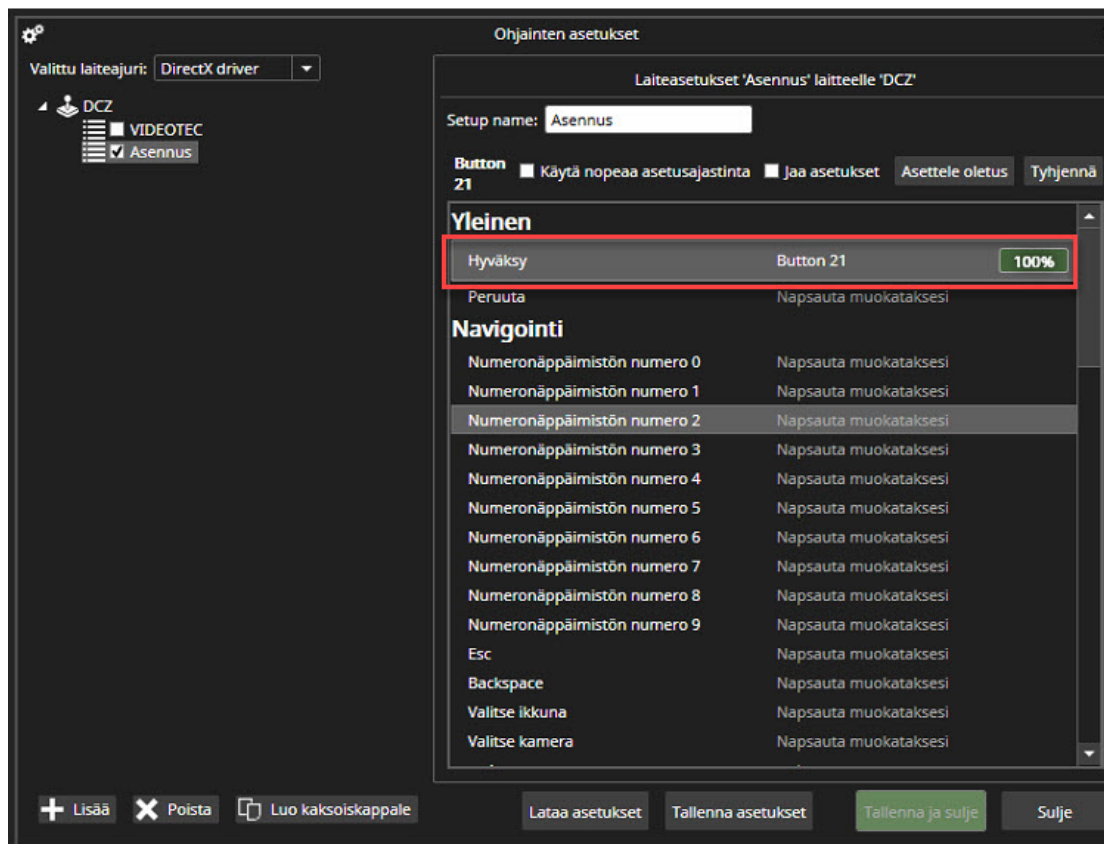 Ohjainten asetukset
Valittu laiteajuri: DirectX driver
DCZ
VIDEOTEC
Asennus
Laiteasetukset 'Asennus' laitteelle 'DCZ'
Setup name: Asennus
Button 21
Käytä nopeaa asetusajastinta Jaa asetukset Asettele oletus Tyhjennä
Yleinen
Hyväksy Button 21 100%
Peruuta Napsauta muokataksesi
Navigointi
Numeronäppäimistön numero 0 Napsauta muokataksesi
Numeronäppäimistön numero 1 Napsauta muokataksesi
Numeronäppäimistön numero 2 Napsauta muokataksesi
Numeronäppäimistön numero 3 Napsauta muokataksesi
Numeronäppäimistön numero 4 Napsauta muokataksesi
Numeronäppäimistön numero 5 Napsauta muokataksesi
Numeronäppäimistön numero 6 Napsauta muokataksesi
Numeronäppäimistön numero 7 Napsauta muokataksesi
Numeronäppäimistön numero 8 Napsauta muokataksesi
Numeronäppäimistön numero 9 Napsauta muokataksesi
Esc Napsauta muokataksesi
Backspace Napsauta muokataksesi
Valitse ikkuna Napsauta muokataksesi
Valitse kamera Napsauta muokataksesi
Lisää Poista Luo kaksoiskappale Lataa asetukset Tallenna asetukset Tallenna ja sulje Sulje